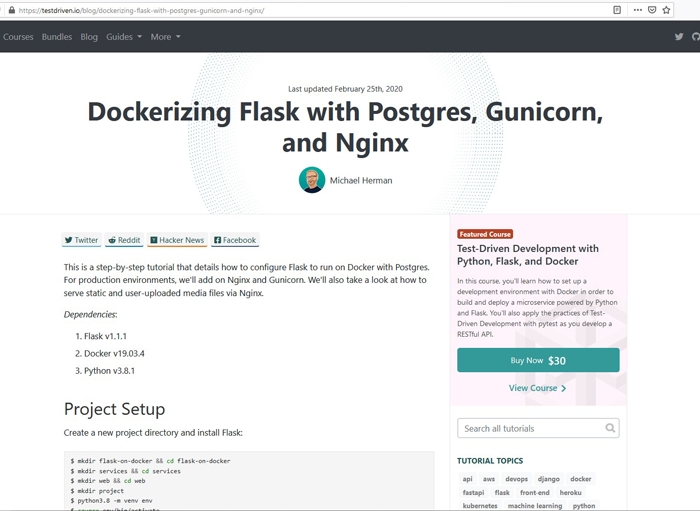 https://testdriven.io/blog/dockerizing-flask-with-postgres-gunicorn-and-nginx/
Courses Bundles Blog Guides More
Last updated February 25th, 2020
Dockerizing Flask with Postgres, Gunicorn,
and Nginx
Michael Herman
Twitter Reddit Hacker News Facebook
This is a step-by-step tutorial that details how to configure Flask to run on Docker with Postgres.
For production environments, we'll add on Nginx and Gunicorn. We'll also take a look at how to
serve static and user-uploaded media files via Nginx.
Dependencies:
1. Flask v1.1.1
2. Docker v19.03.4
3. Python v3.8.1
Project Setup
Create a new project directory and install Flask:
$ mkdir flask-on-docker && cd flask-on-docker
$ mkdir services && cd services
$ mkdir web && cd web
$ mkdir project
$ python3.8 -m venv env
$ source env/bin/activate
Featured Course
Test-Driven Development with
Python, Flask, and Docker
In this course, you'll learn how to set up a
development environment with Docker in order to
build and deploy a microservice powered by Python
and Flask. You'll also apply the practices of Test-
Driven Development with pytest as you develop a
RESTful API.
Buy Now $30
View Course
Search all tutorials
TUTORIAL TOPICS
api aws devops django docker
fastapi flask front-end heroku
kubernetes machine learning python